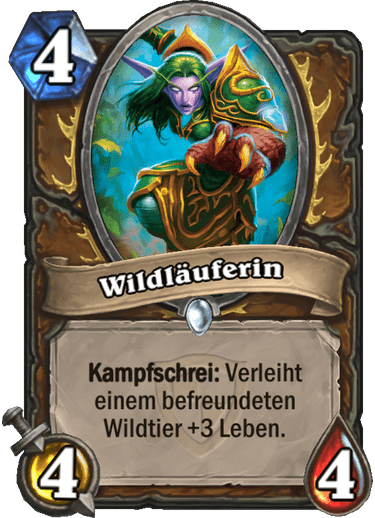 4
Wildläuferin
Kampfschrei: Verleiht
einem befreundeten
Wildtier +3 Leben.
4 4